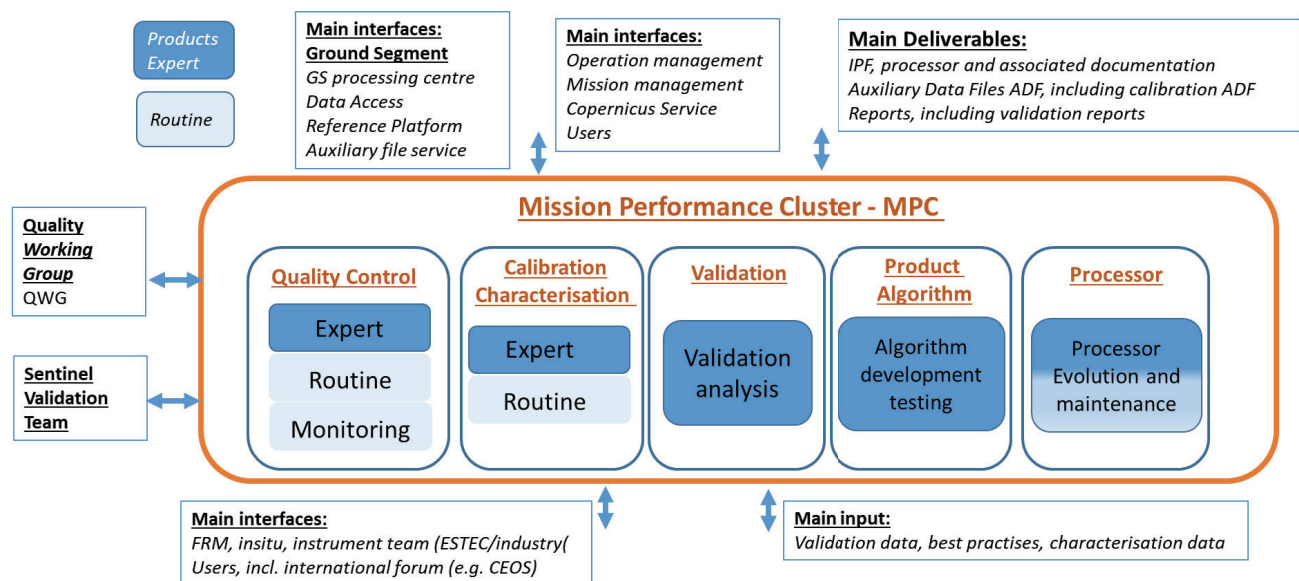 Products
Expert
Routine
Main interfaces:
Ground Segment
GS processing centre
Data Access
Reference Platform
Auxiliary file service
Main interfaces:
Operation management
Mission management
Copernicus Service
Users
Main Deliverables:
IPF, processor and associated documentation
Auxiliary Data Files ADF, including calibration ADF
Reports, including validation reports
Quality
Working
Group
QWG
Sentinel
Validation
Team
Mission Performance Cluster - MPC
Quality Control
Expert
Routine
Monitoring
Calibration
Characterisation
Expert
Routine
Validation
Validation
analysis
Product
Algorithm
Algorithm
development
testing
Processor
Processor
Evolution and
maintenance
Main interfaces:
FRM, insitu, instrument team (ESTEC/industry(
Users, incl. international forum (e.g. CEOS)
Main input:
Validation data, best practises, characterisation data